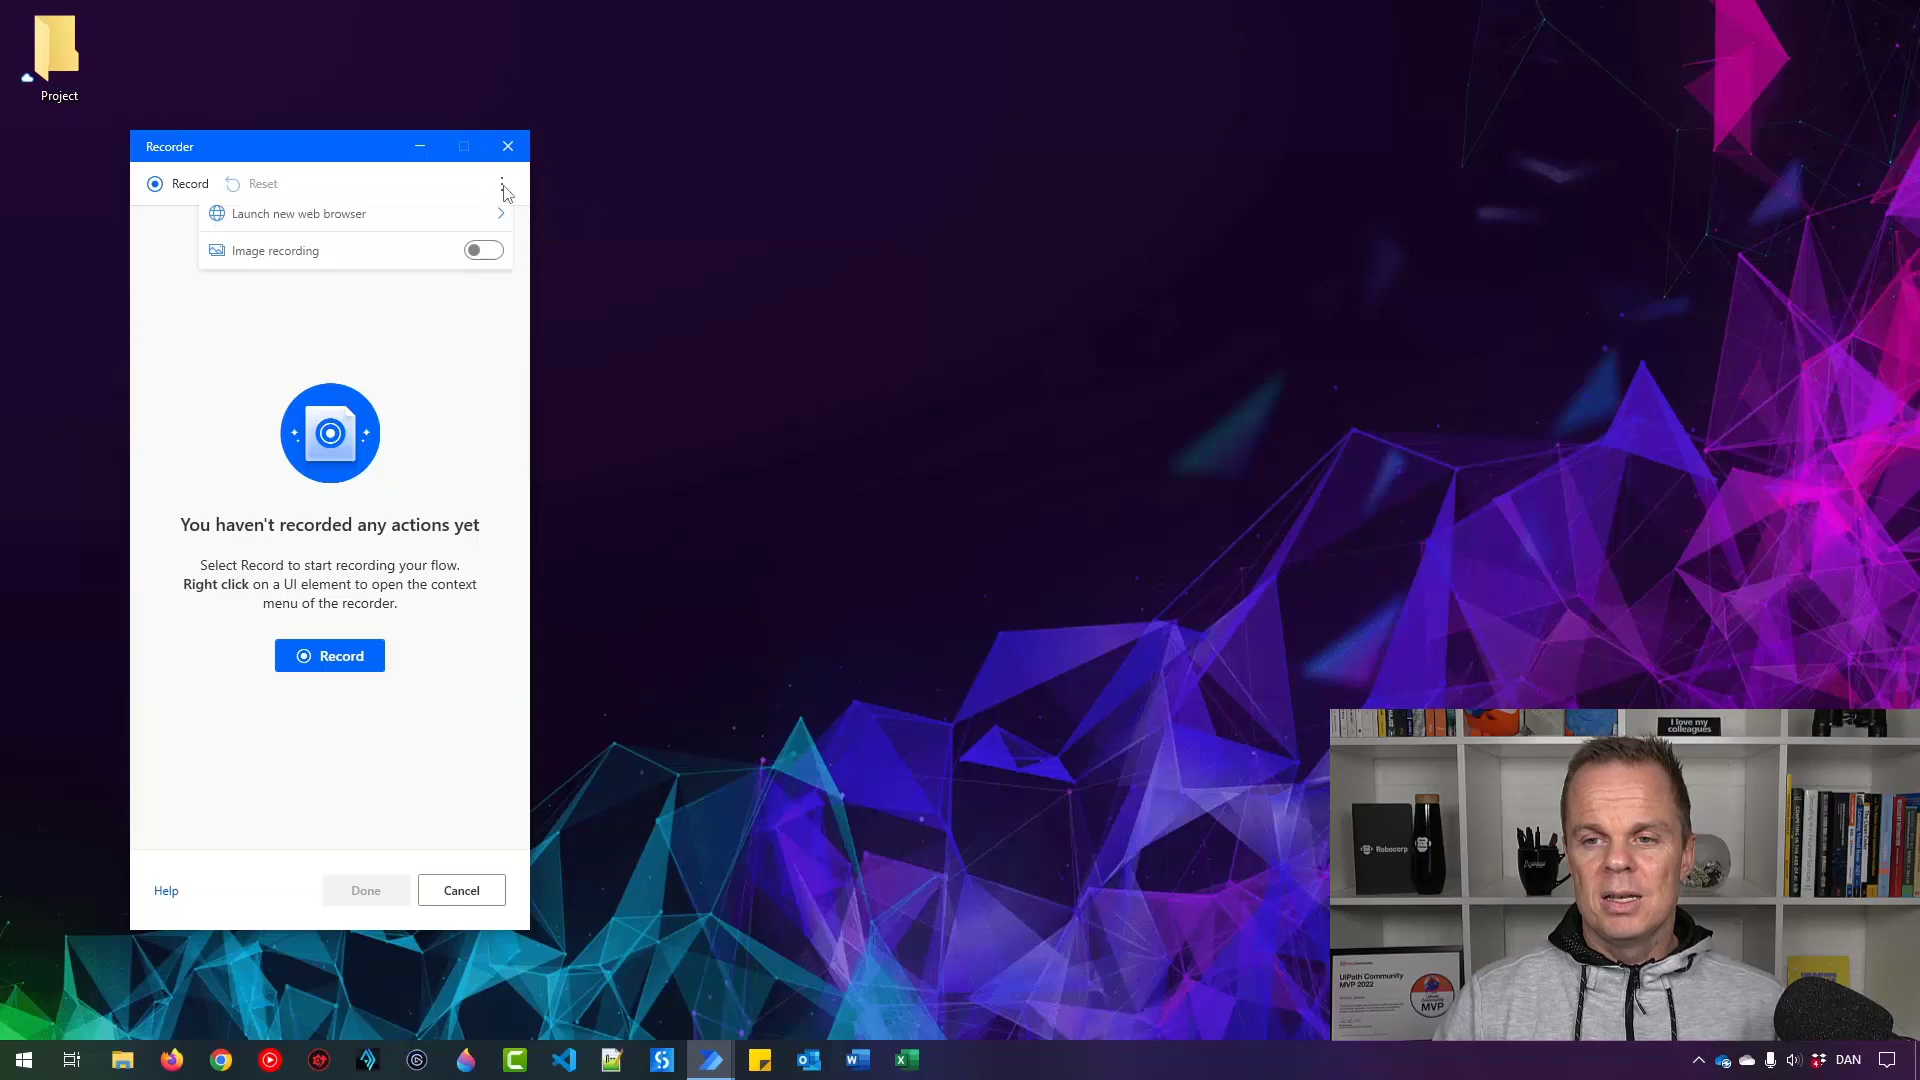 Project
Recorder
Record
Reset
Launch new web browser
Image recording
You haven't recorded any actions yet
Select Record to start recording your flow.
Right click on a UI element to open the context
menu of the recorder.
Record
Help
Done
Cancel
I love my
colleagues
Robocorp
UiPath Community
MVP 2022
MVP
DAN